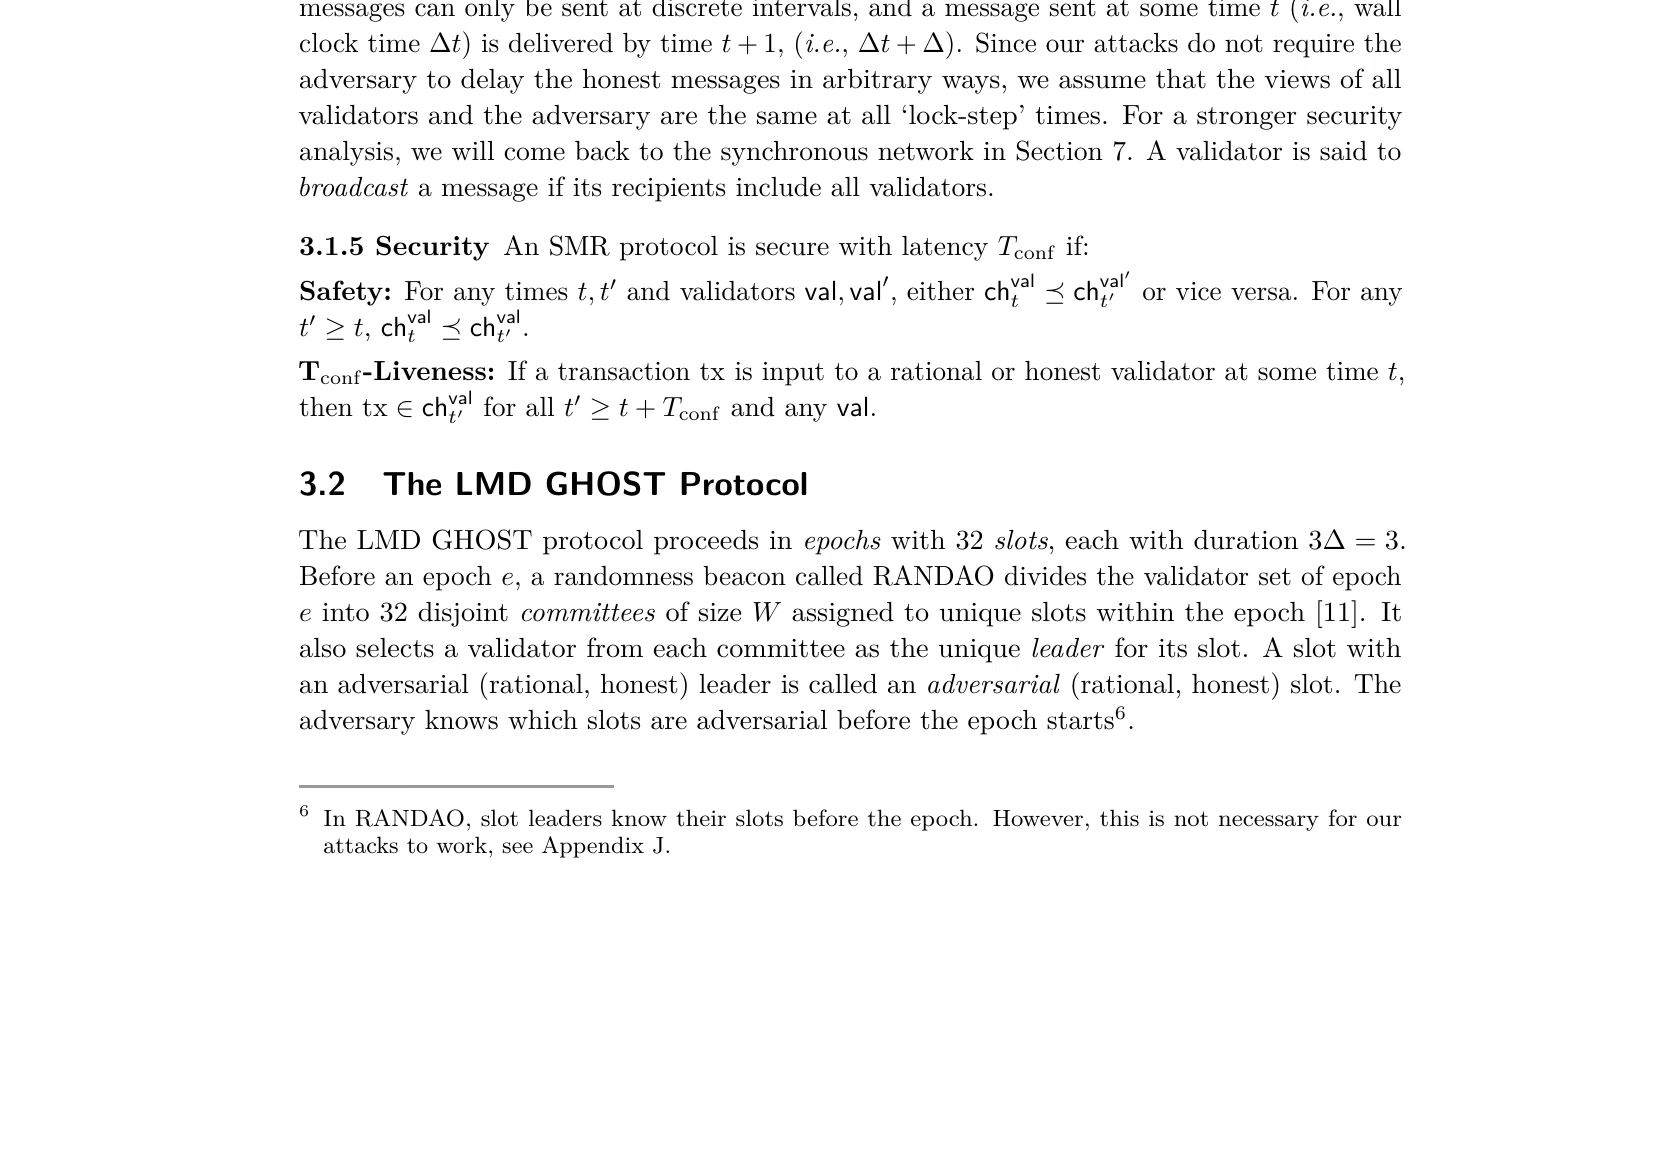 messages can only be sent at discrete intervals, and a message sent at some time t (i.e., wall
clock time Δt) is delivered by time t + 1, (i.e., Δt + Δ). Since our attacks do not require the
adversary to delay the honest messages in arbitrary ways, we assume that the views of all
validators and the adversary are the same at all ‘lock-step’ times. For a stronger security
analysis, we will come back to the synchronous network in Section 7. A validator is said to
broadcast a message if its recipients include all validators.
3.1.5 Security An SMR protocol is secure with latency T_conf if:
Safety: For any times t, t′ and validators val, val′, either ch_t^val ⪯ ch_t′^val′ or vice versa. For any
t′ ≥ t, ch_t^val ⪯ ch_t′^val.
T_conf-Liveness: If a transaction tx is input to a rational or honest validator at some time t,
then tx ∈ ch_t′^val for all t′ ≥ t + T_conf and any val.
3.2 The LMD GHOST Protocol
The LMD GHOST protocol proceeds in epochs with 32 slots, each with duration 3Δ = 3.
Before an epoch e, a randomness beacon called RANDAO divides the validator set of epoch
e into 32 disjoint committees of size W assigned to unique slots within the epoch [11]. It
also selects a validator from each committee as the unique leader for its slot. A slot with
an adversarial (rational, honest) leader is called an adversarial (rational, honest) slot. The
adversary knows which slots are adversarial before the epoch starts⁶.
⁶ In RANDAO, slot leaders know their slots before the epoch. However, this is not necessary for our
attacks to work, see Appendix J.